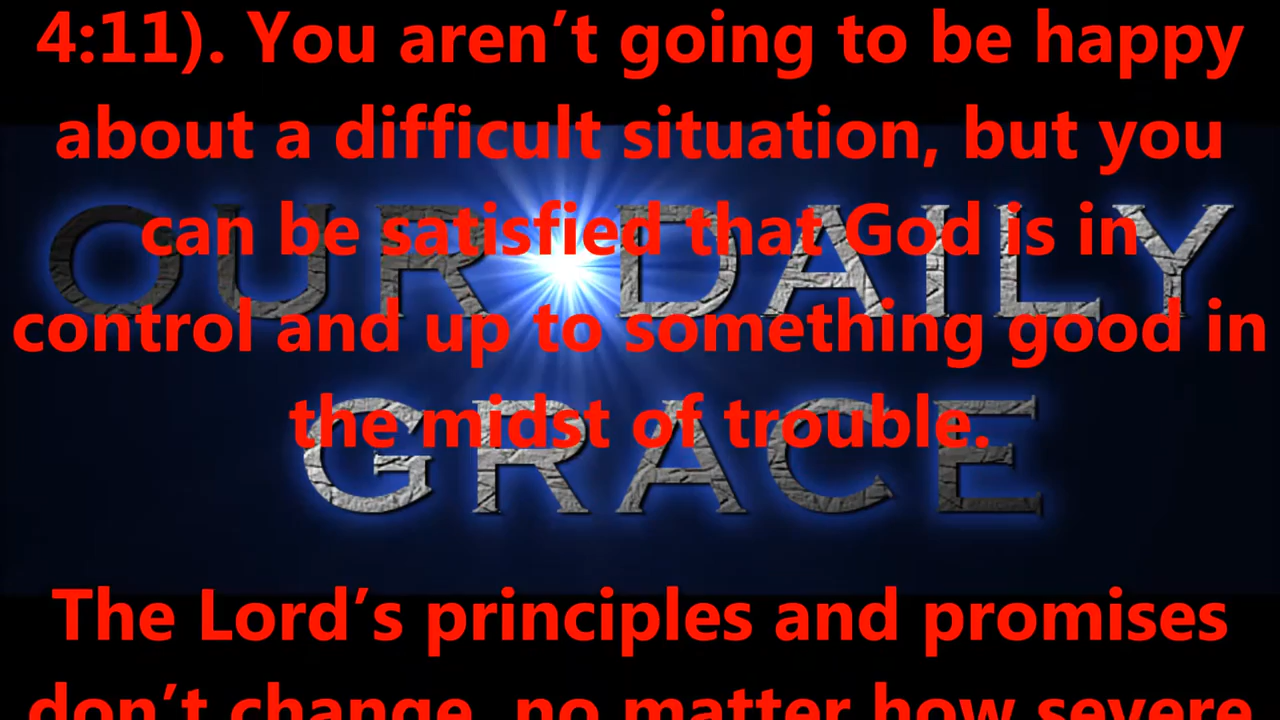 4:11). You aren’t going to be happy
about a difficult situation, but you
can be satisfied that God is in
control and up to something good in
the midst of trouble.
The Lord’s principles and promises
don’t change, no matter how severe
OUR DAILY
GRACE